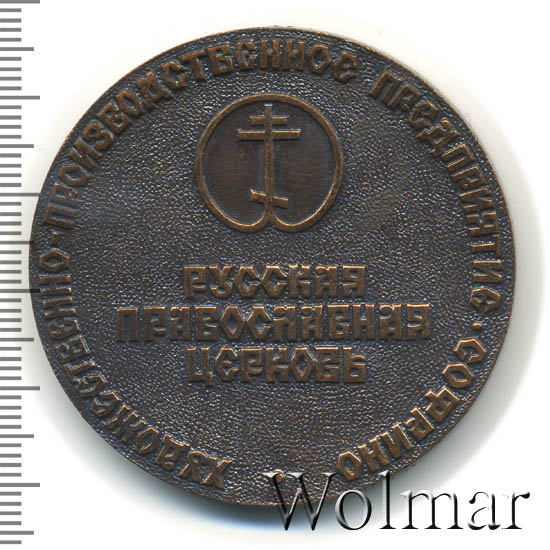 ХУДОЖЕСТВЕННО-ПРОИЗВОДСТВЕННОЕ ПРЕДПРИЯТИЕ·СОФРИНО
РУССКАЯ
ПРАВОСЛАВНАЯ
ЦЕРКОВЬ
Wolmar